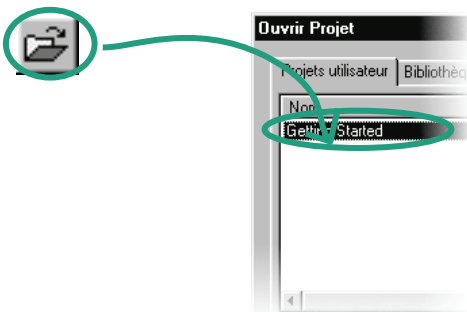 Ouvrir Projet
Projets utilisateur Bibliothèq
Nom
Getting Started